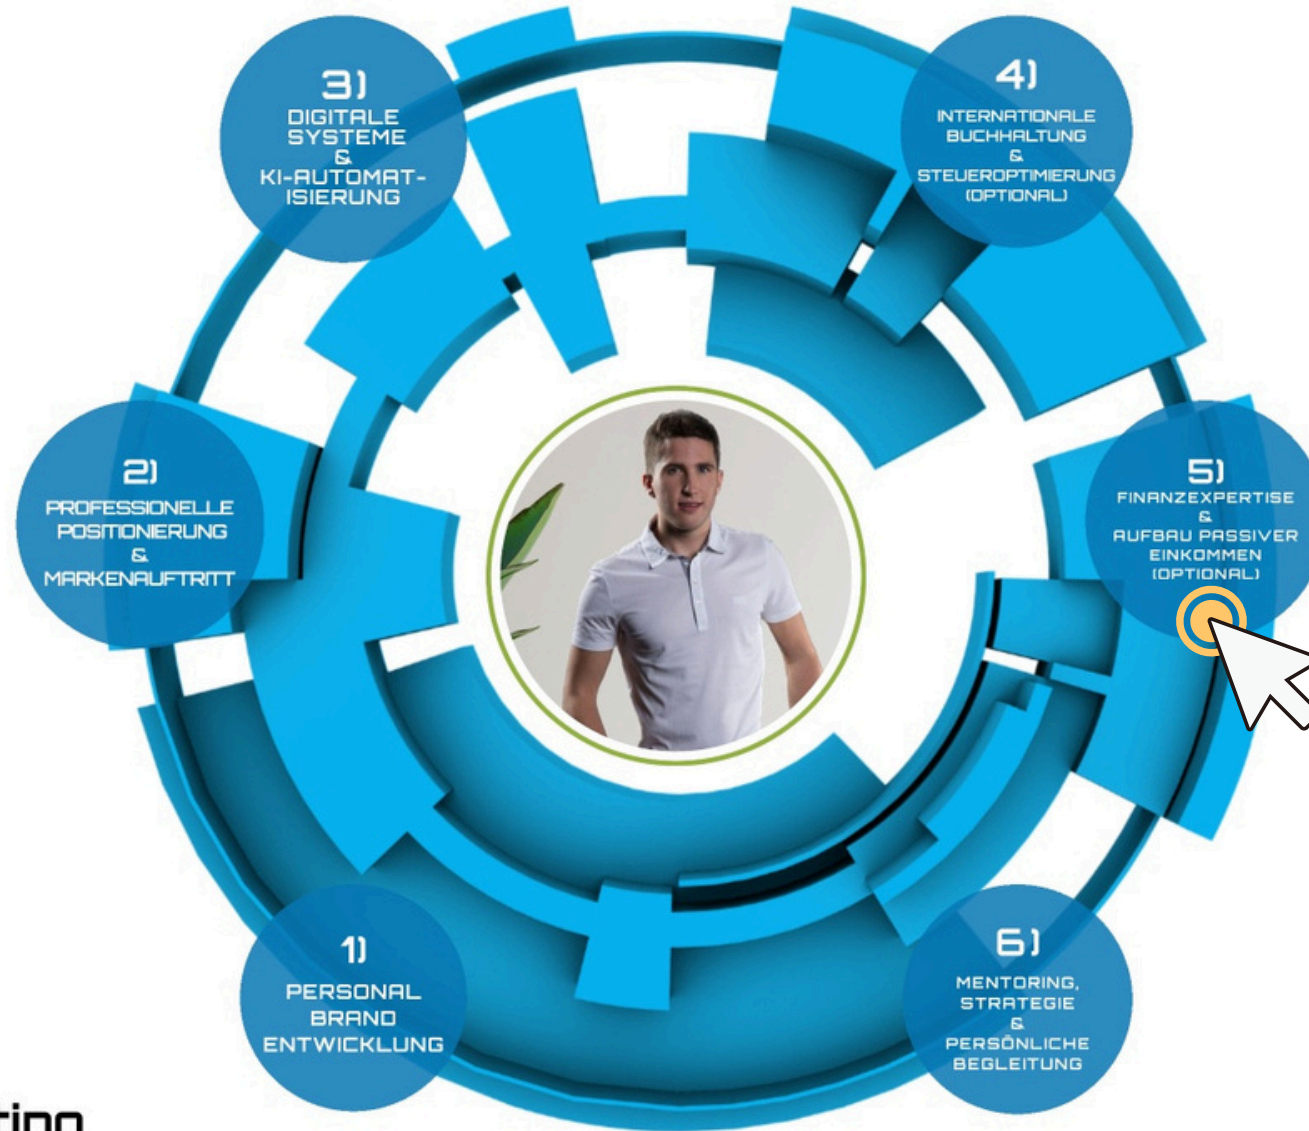 3)
DIGITALE
SYSTEME
&
KI-AUTOMAT-
ISIERUNG
4)
INTERNATIONALE
BUCHHALTUNG
&
STEUEROPTIMIERUNG
(OPTIONAL)
2)
PROFESSIONELLE
POSITIONIERUNG
&
MARKENAUFTRITT
5)
FINANZEXPERTISE
&
AUFBAU PASSIVER
EINKOMMEN
(OPTIONAL)
1)
PERSONAL
BRAND
ENTWICKLUNG
6)
MENTORING,
STRATEGIE
&
PERSÖNLICHE
BEGLEITUNG